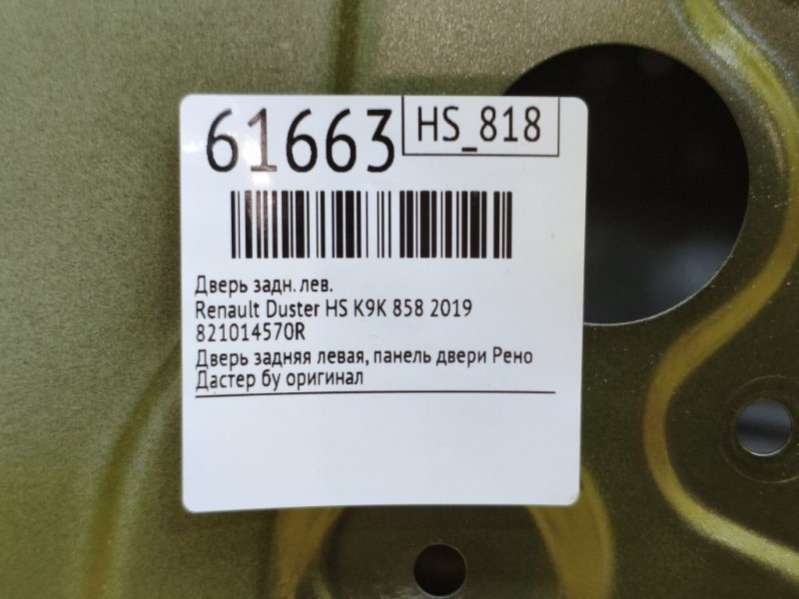 61663
HS_818
Дверь задн. лев.
Renault Duster HS K9K 858 2019
821014570R
Дверь задняя левая, панель двери Рено
Дастер бу оригинал